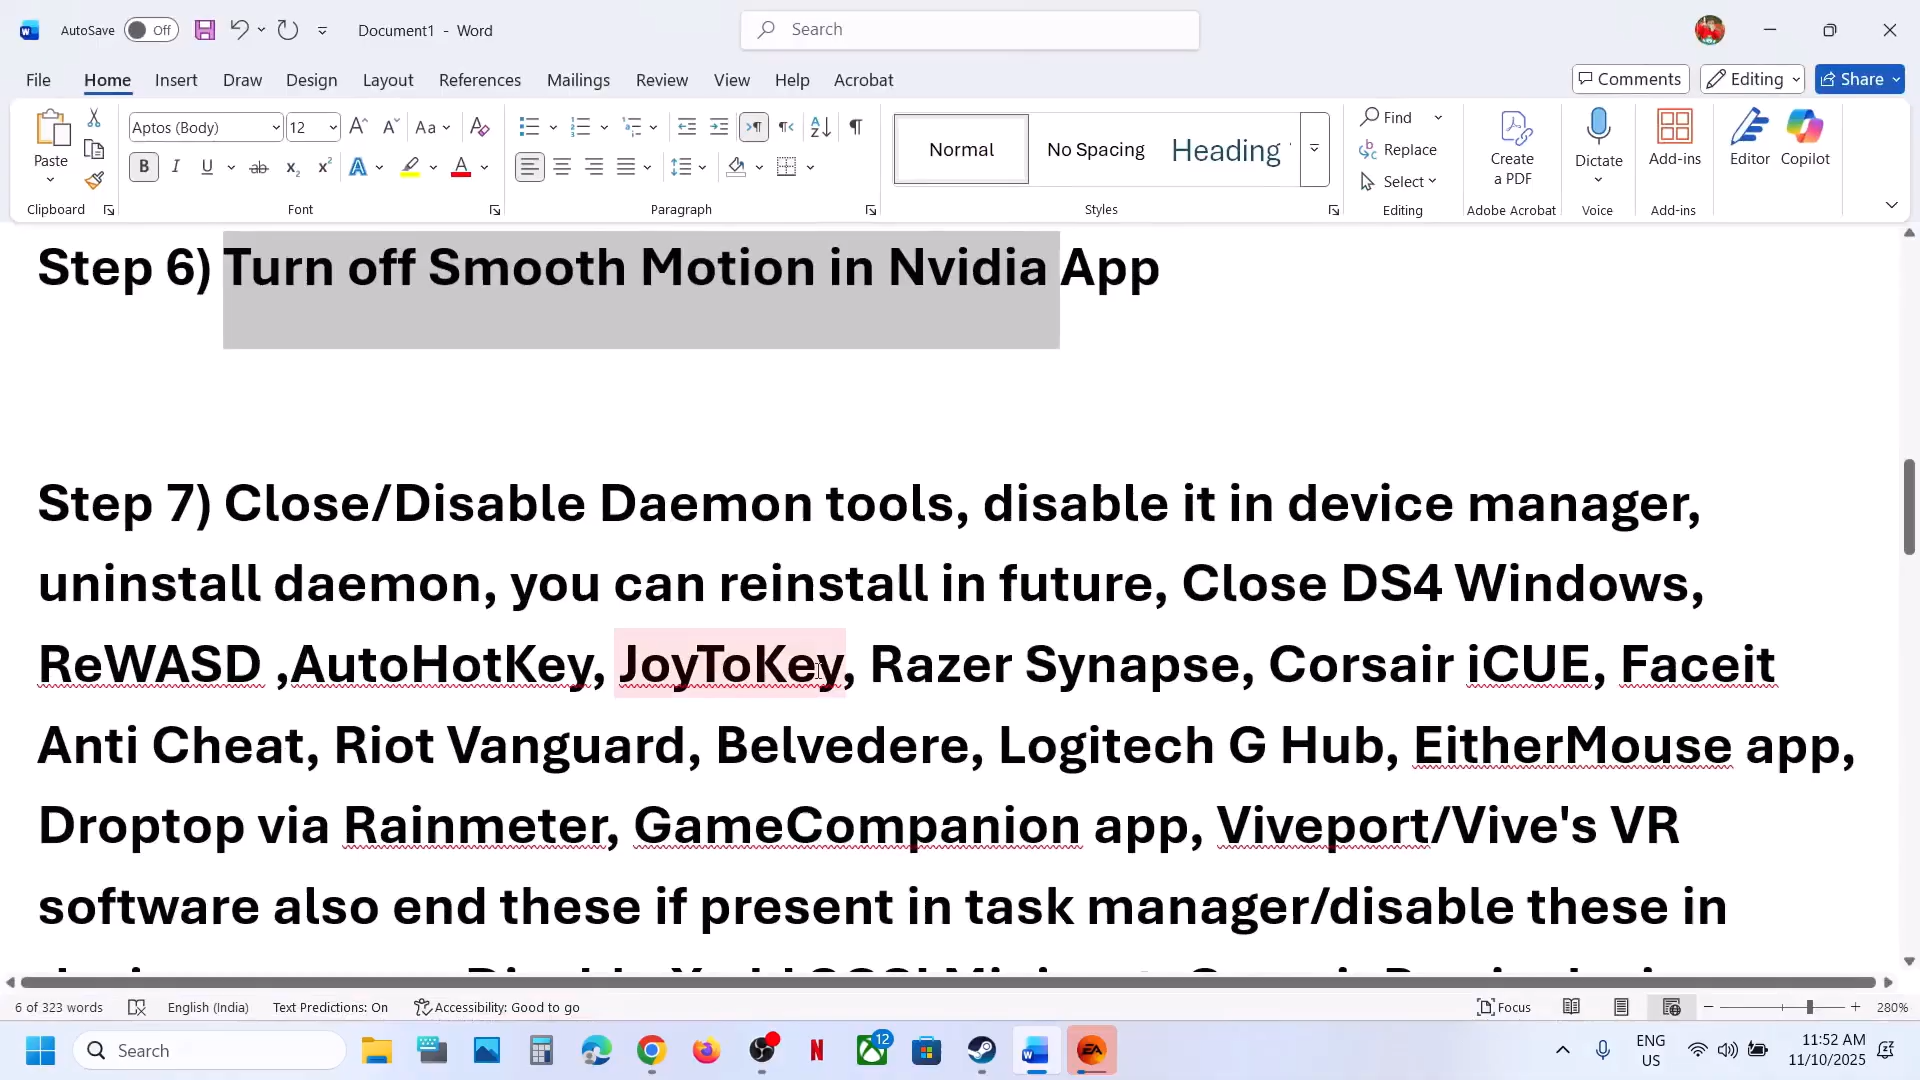 AutoSave Off Document1 - Word Search
File Home Insert Draw Design Layout References Mailings Review View Help Acrobat Comments Editing Share
Aptos (Body) 12 Aa
Paste
Normal No Spacing Heading
Find
Replace
Select
Create a PDF
Dictate
Add-ins
Editor
Copilot
Clipboard Font Paragraph Styles Editing Adobe Acrobat Voice Add-ins
Step 6) Turn off Smooth Motion in Nvidia App
Step 7) Close/Disable Daemon tools, disable it in device manager,
uninstall daemon, you can reinstall in future, Close DS4 Windows,
ReWASD ,AutoHotKey, JoyToKey, Razer Synapse, Corsair iCUE, Faceit
Anti Cheat, Riot Vanguard, Belvedere, Logitech G Hub, EitherMouse app,
Droptop via Rainmeter, GameCompanion app, Viveport/Vive's VR
software also end these if present in task manager/disable these in
6 of 323 words English (India) Text Predictions: On Accessibility: Good to go Focus 280%
Search 12 ENG US 11:52 AM 11/10/2025